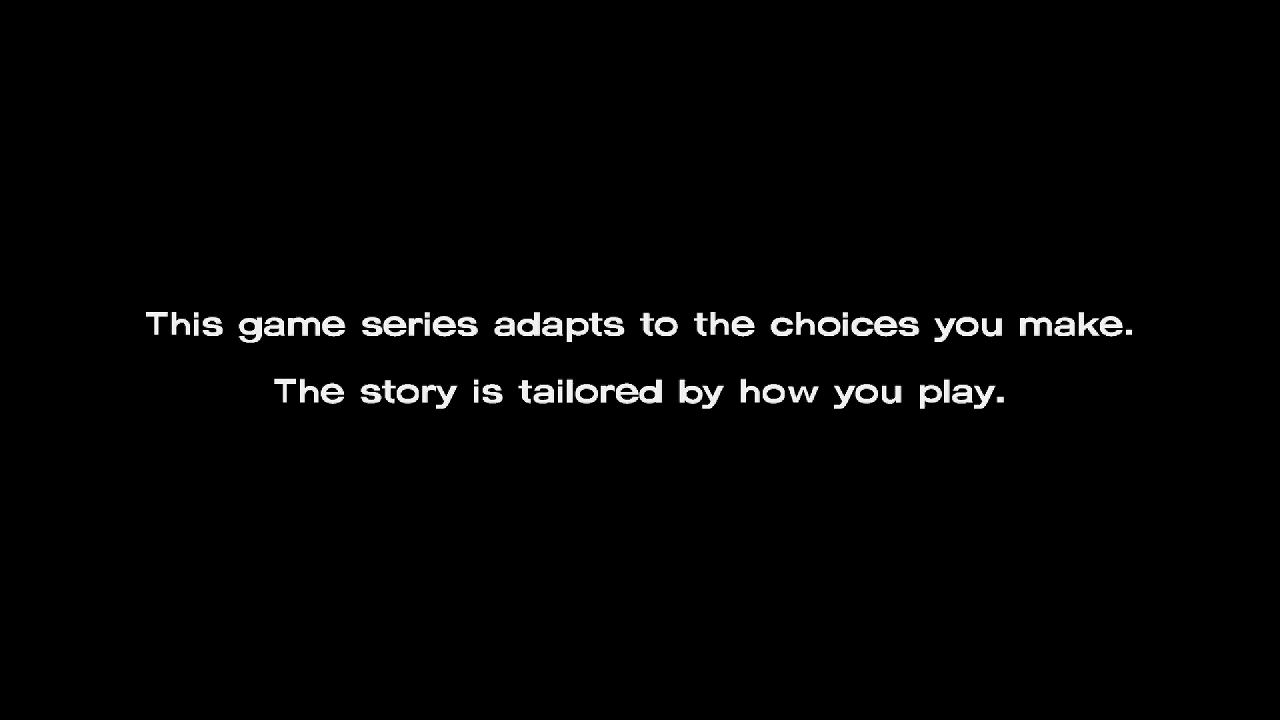 This game series adapts to the choices you make.
The story is tailored by how you play.